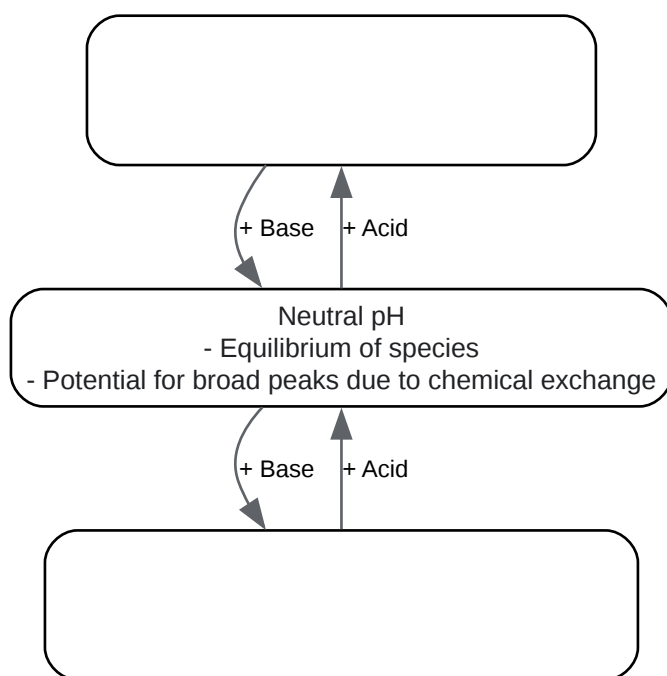 + Base
+ Acid
Neutral pH
- Equilibrium of species
- Potential for broad peaks due to chemical exchange
+ Base
+ Acid